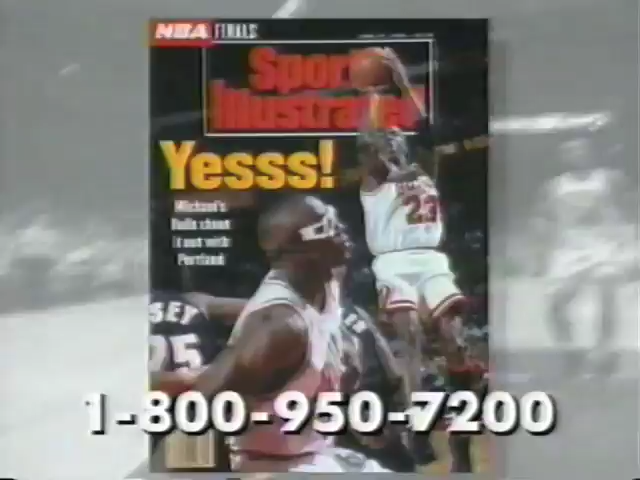 NBA FINALS
Sports
Illustrated
Yesss!
Michael's
Bulls shoot
it out with
Portland
23
SEY
25
1-800-950-7200